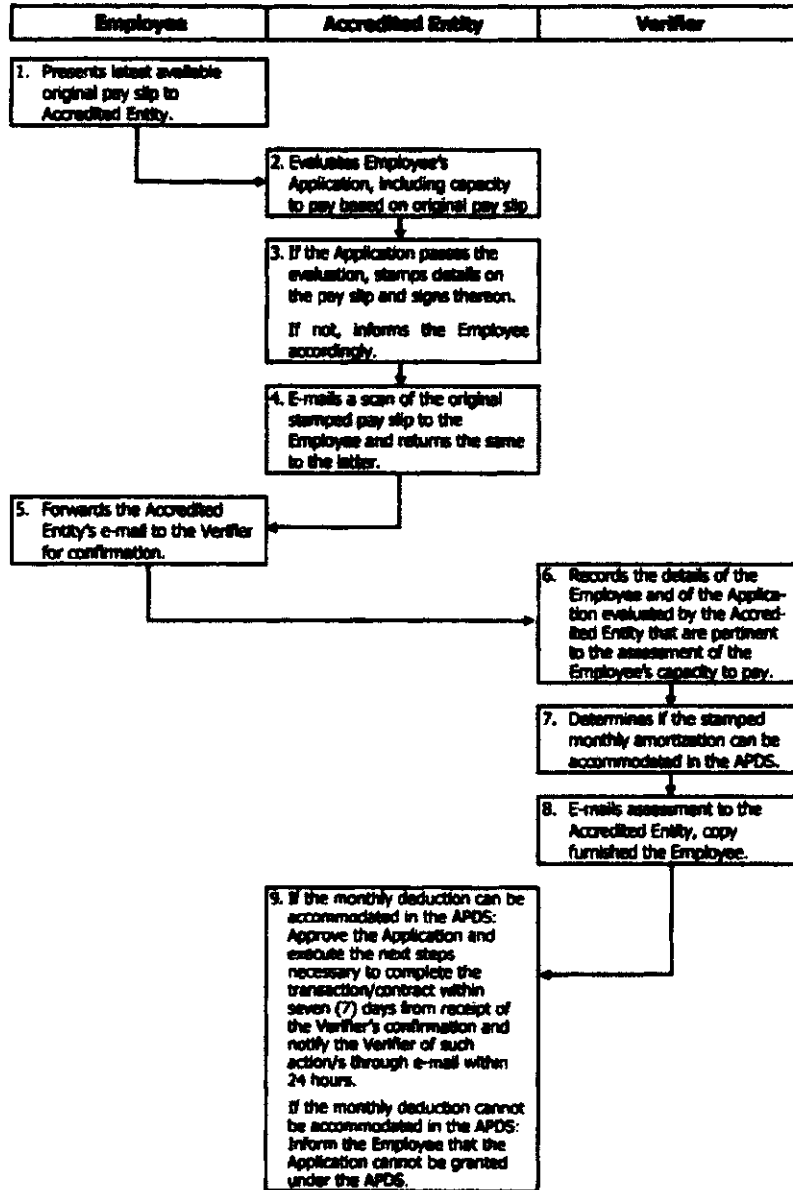 Employee
Accredited Entity
Verifier
1. Presents latest available
original pay slip to
Accredited Entity.
2. Evaluates Employee's
Application, including capacity
to pay based on original pay slip
3. If the Application passes the
evaluation, stamps details on
the pay slip and signs thereon.
If not, informs the Employee
accordingly.
4. E-mails a scan of the original
stamped pay slip to the
Employee and returns the same
to the latter.
5. Forwards the Accredited
Entity's e-mail to the Verifier
for confirmation.
6. Records the details of the
Employee and of the Applica-
tion evaluated by the Accred-
ited Entity that are pertinent
to the assessment of the
Employee's capacity to pay.
7. Determines if the stamped
monthly amortization can be
accommodated in the APDS.
8. E-mails assessment to the
Accredited Entity, copy
furnished the Employee.
9. If the monthly deduction can be
accommodated in the APDS:
Approve the Application and
execute the next steps
necessary to complete the
transaction/contract within
seven (7) days from receipt of
the Verifier's confirmation and
notify the Verifier of such
action/s through e-mail within
24 hours.
If the monthly deduction cannot
be accommodated in the APDS:
Inform the Employee that the
Application cannot be granted
under the APDS.